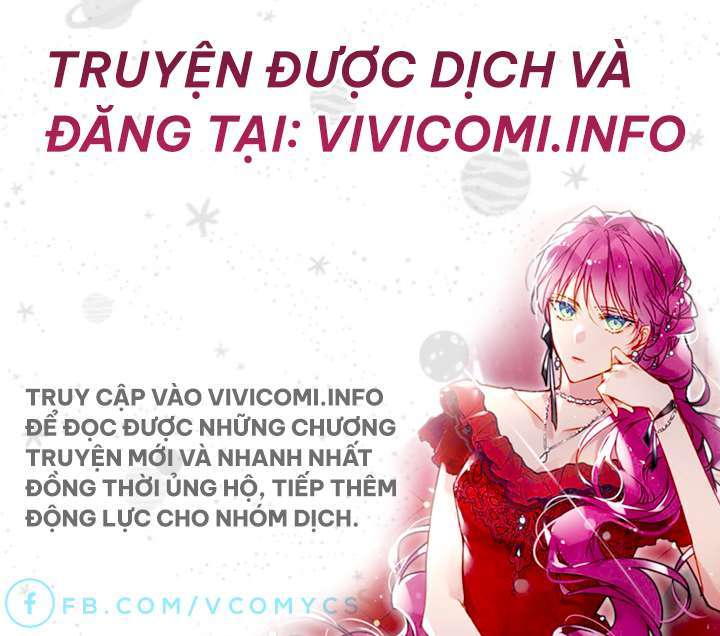 TRUYỆN ĐƯỢC DỊCH VÀ
ĐĂNG TẠI: VIVICOMI.INFO
TRUY CẬP VÀO VIVICOMI.INFO
ĐỂ ĐỌC ĐƯỢC NHỮNG CHƯƠNG
TRUYỆN MỚI VÀ NHANH NHẤT
ĐỒNG THỜI ỦNG HỘ, TIẾP THÊM
ĐỘNG LỰC CHO NHÓM DỊCH.
f FB.COM/VCOMYCS